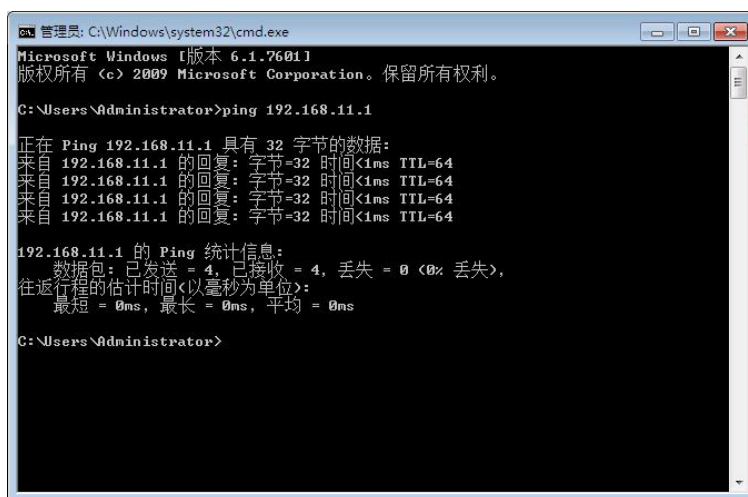 管理员: C:\Windows\system32\cmd.exe
Microsoft Windows [版本 6.1.7601]
版权所有 (c) 2009 Microsoft Corporation。保留所有权利。
C:\Users\Administrator>ping 192.168.11.1
正在 Ping 192.168.11.1 具有 32 字节的数据:
来自 192.168.11.1 的回复: 字节=32 时间<1ms TTL=64
来自 192.168.11.1 的回复: 字节=32 时间<1ms TTL=64
来自 192.168.11.1 的回复: 字节=32 时间<1ms TTL=64
来自 192.168.11.1 的回复: 字节=32 时间<1ms TTL=64
192.168.11.1 的 Ping 统计信息:
数据包: 已发送 = 4, 已接收 = 4, 丢失 = 0 (0% 丢失),
往返行程的估计时间(以毫秒为单位):
最短 = 0ms, 最长 = 0ms, 平均 = 0ms
C:\Users\Administrator>